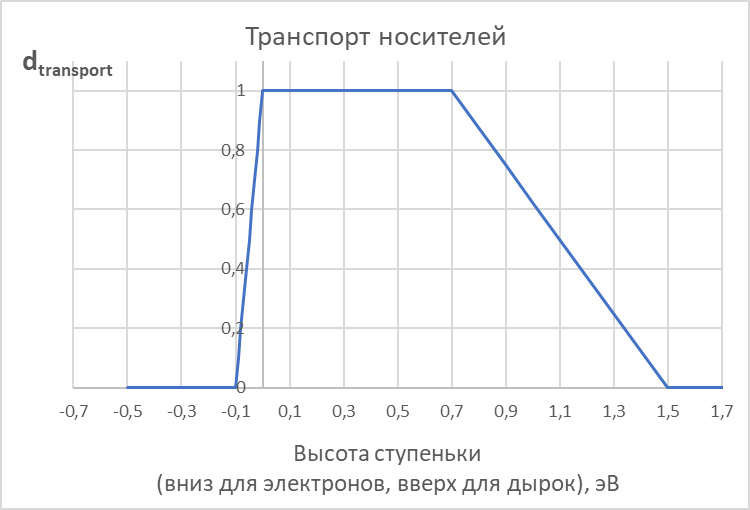 Транспорт носителей
d transport
1
0,8
0,6
0,4
0,2
0
-0,7 -0,5 -0,3 -0,1 0,1 0,3 0,5 0,7 0,9 1,1 1,3 1,5 1,7
Высота ступеньки
(вниз для электронов, вверх для дырок), эВ